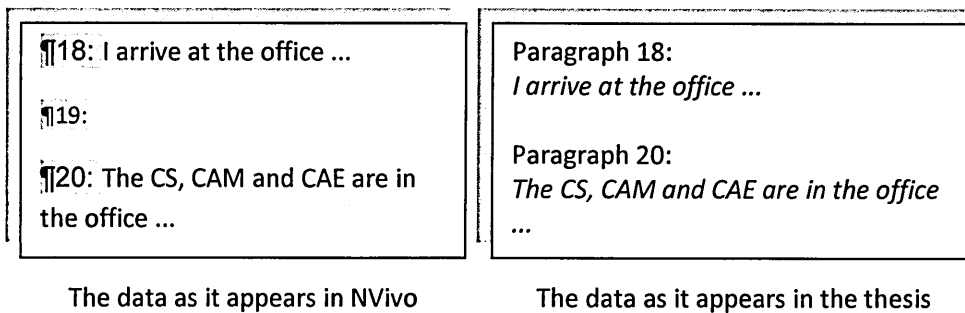 ¶18: I arrive at the office ...
¶19:
¶20: The CS, CAM and CAE are in
the office ...
The data as it appears in NVivo
Paragraph 18:
I arrive at the office ...
Paragraph 20:
The CS, CAM and CAE are in the office
...
The data as it appears in the thesis